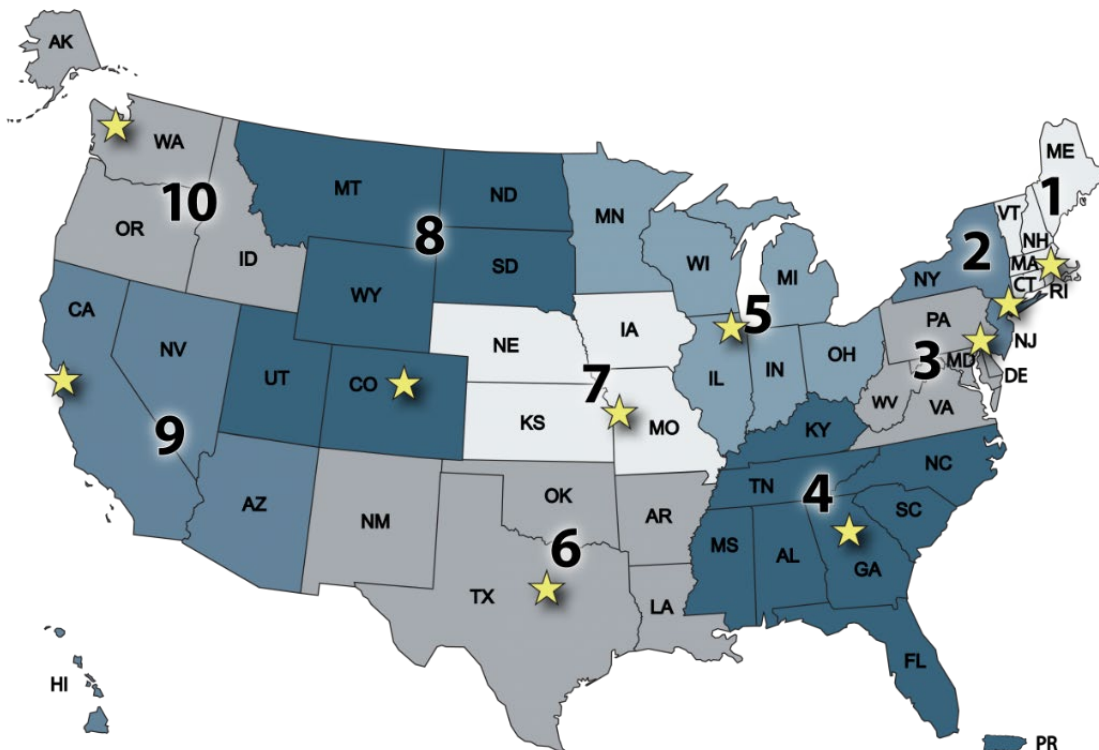 AK
WA
ME
MT
ND
VT
1
10
MN
OR
8
NH
2
ID
SD
WI
MI
MA
NY
CT
RI
WY
CA
5
PA
NE
IA
NJ
NV
OH
3
MD
UT
CO
IL
IN
DE
7
WV
VA
KS
MO
KY
9
NC
TN
4
OK
AZ
SC
NM
AR
6
MS
AL
GA
TX
LA
FL
HI
PR